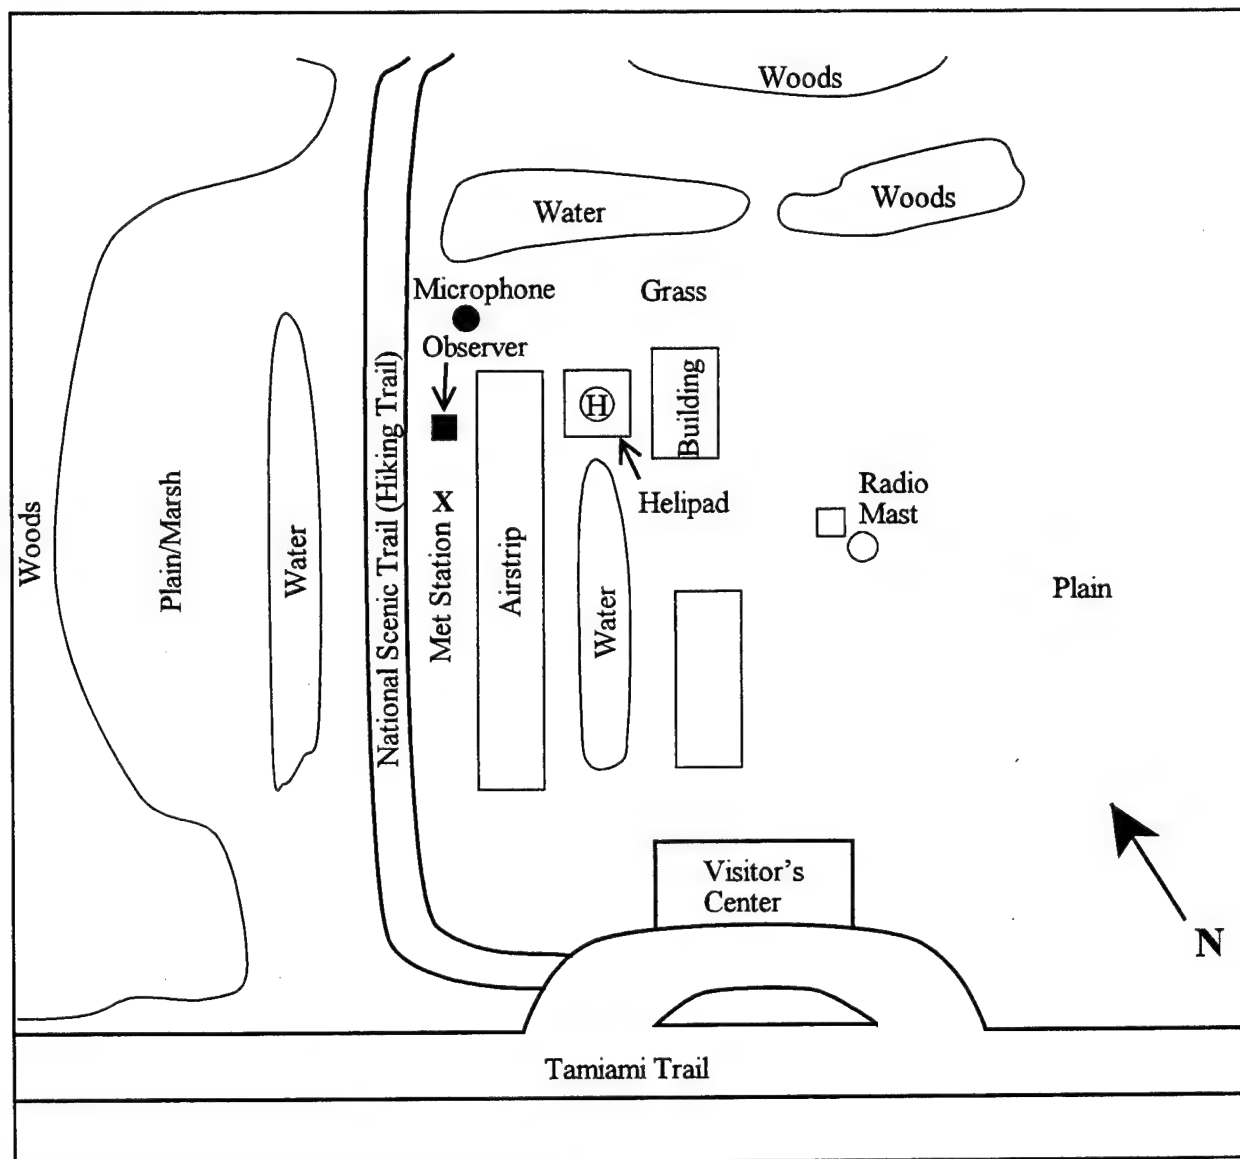 Woods
Woods
Water
Microphone
Grass
Observer
H
Building
National Scenic Trail (Hiking Trail)
Woods
Plain/Marsh
Water
Met Station X
Airstrip
Helipad
Water
Radio
Mast
Plain
Visitor's
Center
N
Tamiami Trail